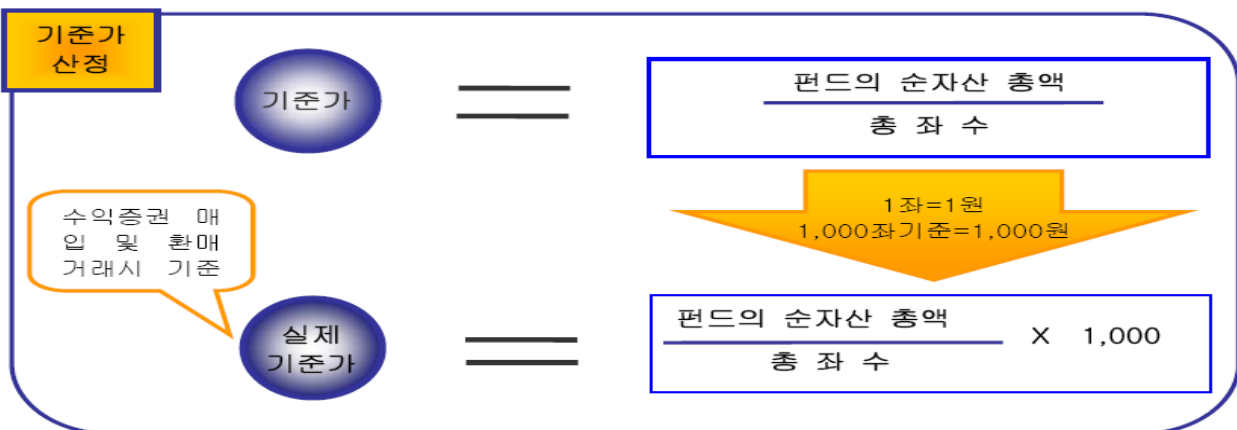 기준가
산정
기준가
펀드의 순자산 총액
총 좌 수
1좌=1원
1,000좌기준=1,000원
수익증권 매
입 및 환매
거래시 기준
실제
기준가
펀드의 순자산 총액
총 좌 수
X 1,000